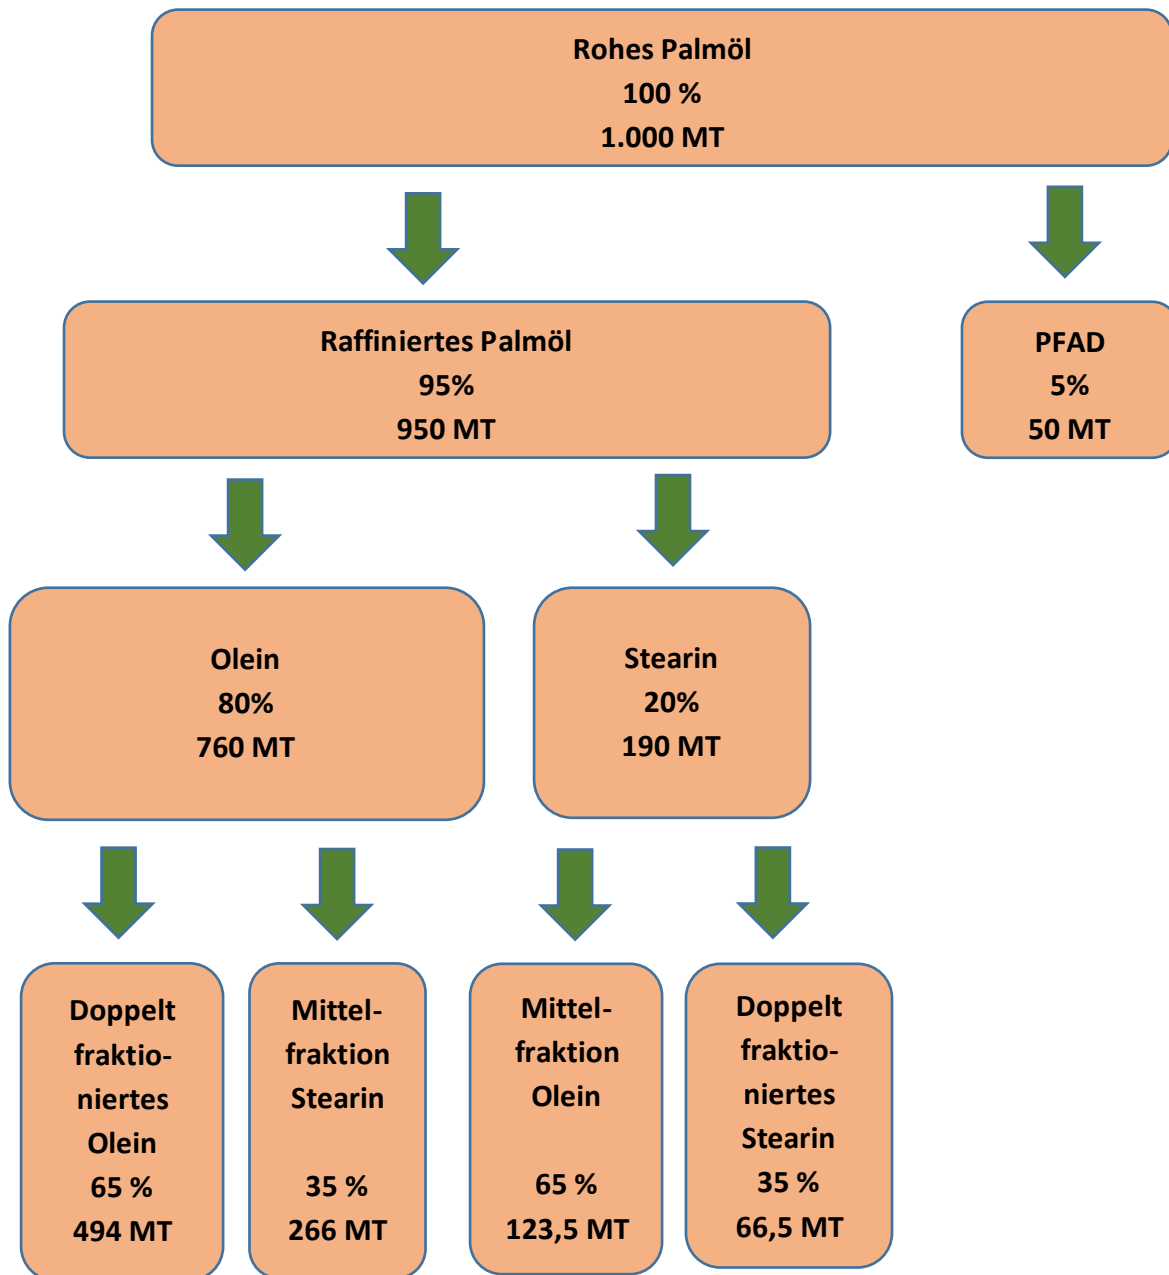 Rohes Palmöl
100 %
1.000 MT
Raffiniertes Palmöl
95%
950 MT
PFAD
5%
50 MT
Olein
80%
760 MT
Stearin
20%
190 MT
Doppelt
fraktio-
niertes
Olein
65 %
494 MT
Mittel-
fraktion
Stearin
35 %
266 MT
Mittel-
fraktion
Olein
65 %
123,5 MT
Doppelt
fraktio-
niertes
Stearin
35 %
66,5 MT